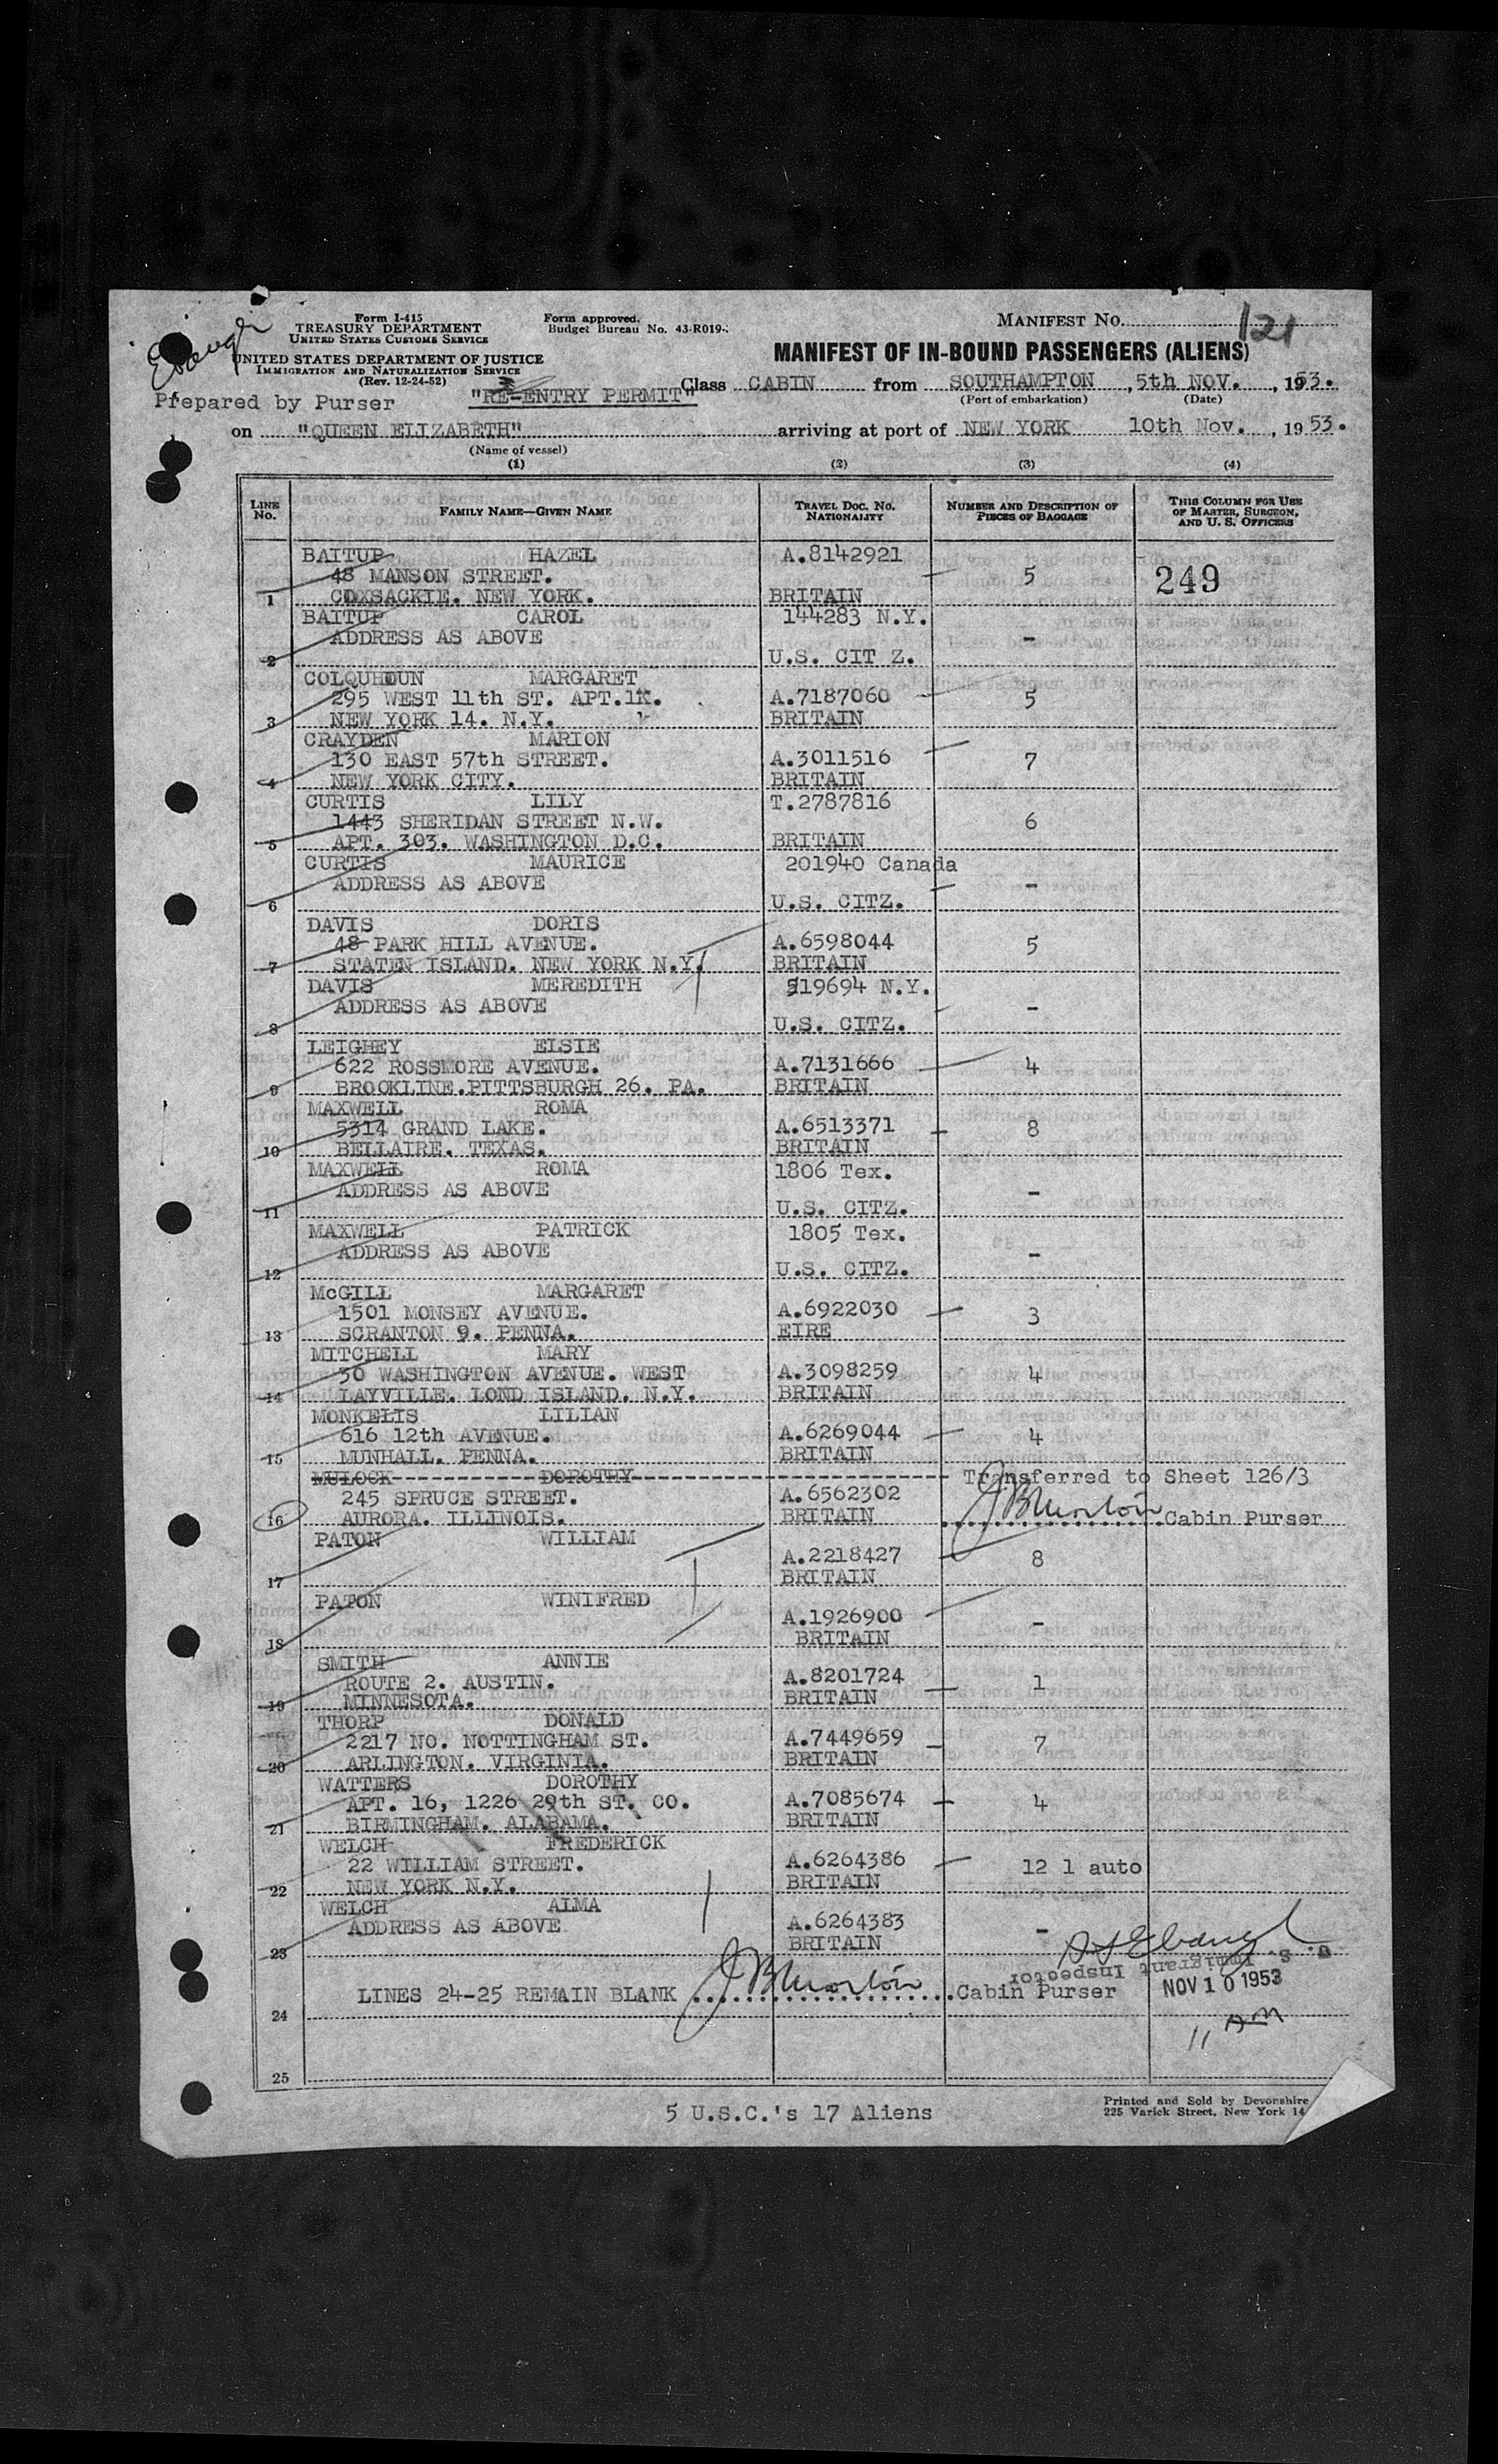 Form I-415
TREASURY DEPARTMENT
UNITED STATES CUSTOMS SERVICE
Form approved.
Budget Bureau No. 43-R019-
MANIFEST NO. 121
UNITED STATES DEPARTMENT OF JUSTICE
IMMIGRATION AND NATURALIZATION SERVICE
(Rev. 12-24-52)
MANIFEST OF IN-BOUND PASSENGERS (ALIENS)
Prepared by Purser "RE-ENTRY PERMIT" Class CABIN from SOUTHAMPTON, 5th NOV., 1953.
(Port of embarkation) (Date)
on "QUEEN ELIZABETH" arriving at port of NEW YORK 10th Nov., 1953.
(Name of vessel)
(1) (2) (3) (4)
LINE No. FAMILY NAME—GIVEN NAME TRAVEL DOC. NO. NATIONALITY NUMBER AND DESCRIPTION OF PIECES OF BAGGAGE THIS COLUMN FOR USE OF MASTER, SURGEON, AND U. S. OFFICERS
BAITUP HAZEL A.8142921
48 MANSON STREET. 5 249
1 COXSACKIE. NEW YORK. BRITAIN
BAITUP CAROL 144283 N.Y.
ADDRESS AS ABOVE -
2 U.S. CIT Z.
COLQUHOUN MARGARET
295 WEST 11th ST. APT.1K. A.7187060 5
3 NEW YORK 14. N.Y. BRITAIN
CRAYDEN MARION
130 EAST 57th STREET. A.3011516 7
4 NEW YORK CITY. BRITAIN
CURTIS LILY T.2787816
1443 SHERIDAN STREET N.W. 6
5 APT. 303. WASHINGTON D.C. BRITAIN
CURTIS MAURICE 201940 Canada
ADDRESS AS ABOVE -
6 U.S. CITZ.
DAVIS DORIS
48 PARK HILL AVENUE. A.6598044 5
7 STATEN ISLAND. NEW YORK N.Y. BRITAIN
DAVIS MEREDITH 519694 N.Y.
ADDRESS AS ABOVE -
8 U.S. CITZ.
LEIGHEY ELSIE
622 ROSSMORE AVENUE. A.7131666 4
9 BROOKLINE.PITTSBURGH 26. PA. BRITAIN
MAXWELL ROMA
5314 GRAND LAKE. A.6513371 8
10 BELLAIRE. TEXAS. BRITAIN
MAXWELL ROMA 1806 Tex.
ADDRESS AS ABOVE -
11 U.S. CITZ.
MAXWELL PATRICK 1805 Tex.
ADDRESS AS ABOVE -
12 U.S. CITZ.
McGILL MARGARET
1501 MONSEY AVENUE. A.6922030 3
13 SCRANTON 9. PENNA. EIRE
MITCHELL MARY
30 WASHINGTON AVENUE. WEST A.3098259 4
14 LAYVILLE. LOND ISLAND. N.Y. BRITAIN
MONKELIS LILIAN
616 12th AVENUE. A.6269044 4
15 MUNHALL. PENNA. BRITAIN
MULOCK DOROTHY Transferred to Sheet 126/3
245 SPRUCE STREET. A.6562302
16 AURORA. ILLINOIS. BRITAIN J B Morton Cabin Purser
PATON WILLIAM
A.2218427 8
17 BRITAIN
PATON WINIFRED
A.1926900 -
18 BRITAIN
SMITH ANNIE
ROUTE 2. AUSTIN. A.8201724 1
19 MINNESOTA. BRITAIN
THORP DONALD
2217 NO. NOTTINGHAM ST. A.7449659 7
20 ARLINGTON. VIRGINIA. BRITAIN
WATTERS DOROTHY
APT. 16, 1226 29th ST. CO. A.7085674 4
21 BIRMINGHAM. ALABAMA. BRITAIN
WELCH FREDERICK
22 WILLIAM STREET. A.6264386 12 1 auto
22 NEW YORK N.Y. BRITAIN
WELCH ALMA
ADDRESS AS ABOVE A.6264383 -
23 BRITAIN
U. S. Immigrant Inspector
LINES 24-25 REMAIN BLANK J B Morton Cabin Purser NOV 10 1953
24 11 AM
25
5 U.S.C.'s 17 Aliens
Printed and Sold by Devonshire
225 Varick Street, New York 14